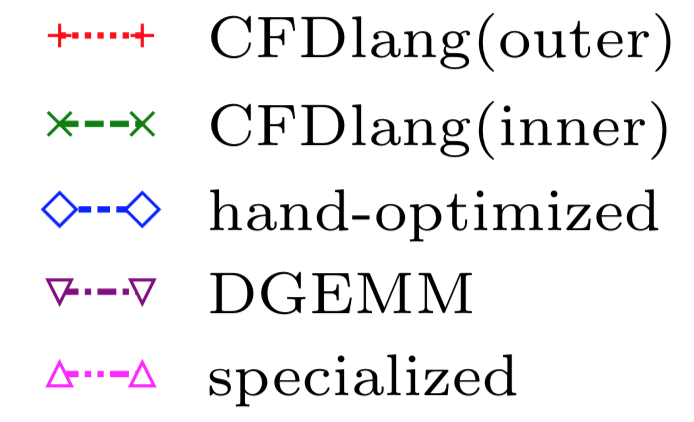 CFDlang(outer)
CFDlang(inner)
hand-optimized
DGEMM
specialized